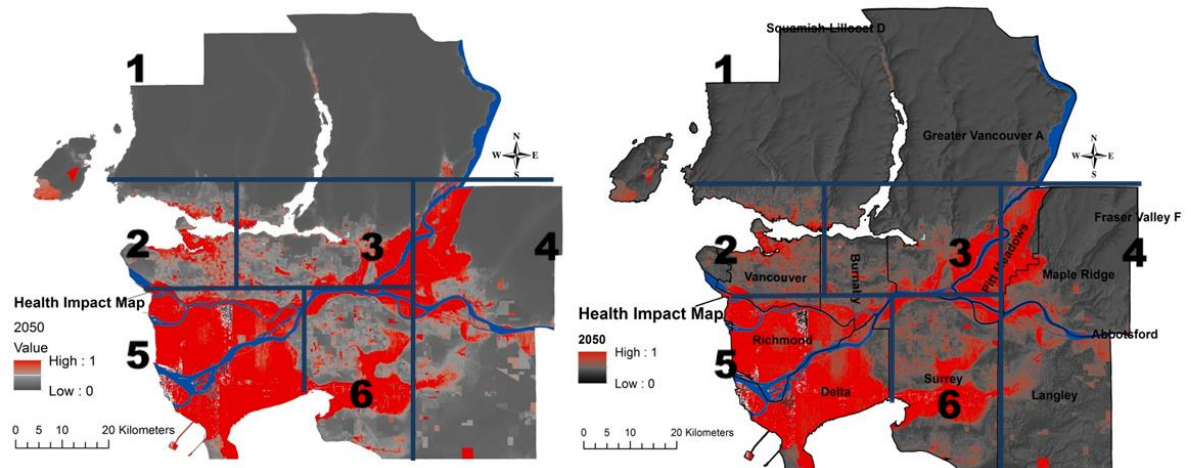 1
N
W E
S
2
3
4
Health Impact Map
2050
Value
High : 1
Low : 0
5
6
0 5 10 20 Kilometers
Squamish-Lillooet D
1
Greater Vancouver A
N
W E
S
Fraser Valley F
2
3
4
Vancouver
Burnaby
Pitt Meadows
Maple Ridge
Health Impact Map
2050
High : 1
Low : 0
Richmond
Abbotsford
5
Delta
Surrey
6
Langley
0 5 10 20 Kilometers